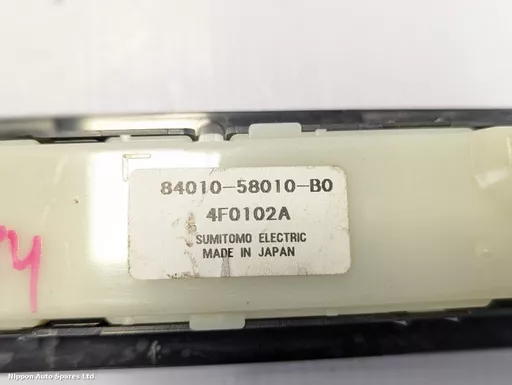 84010-58010-B0
4F0102A
SUMITOMO ELECTRIC
MADE IN JAPAN
Nippon Auto Spares Ltd.